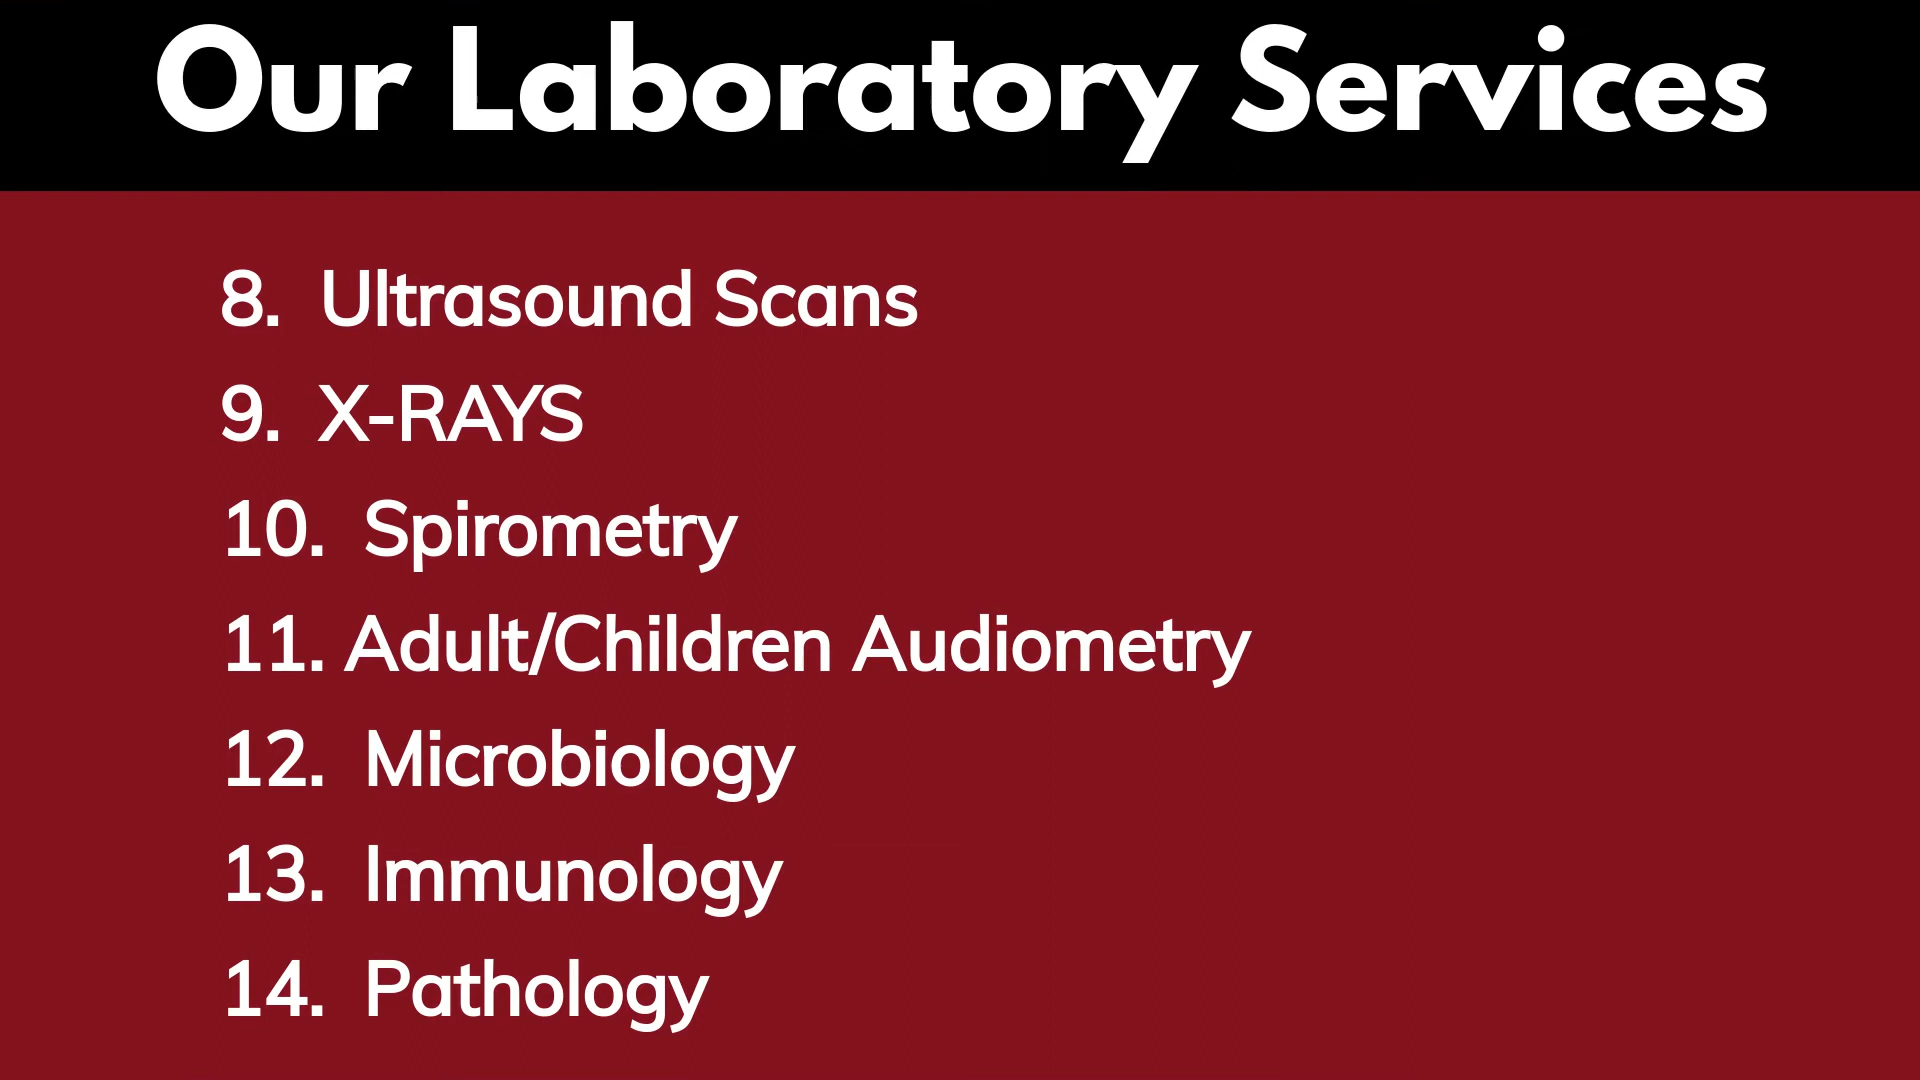 Our Laboratory Services
8. Ultrasound Scans
9. X-RAYS
10. Spirometry
11. Adult/Children Audiometry
12. Microbiology
13. Immunology
14. Pathology